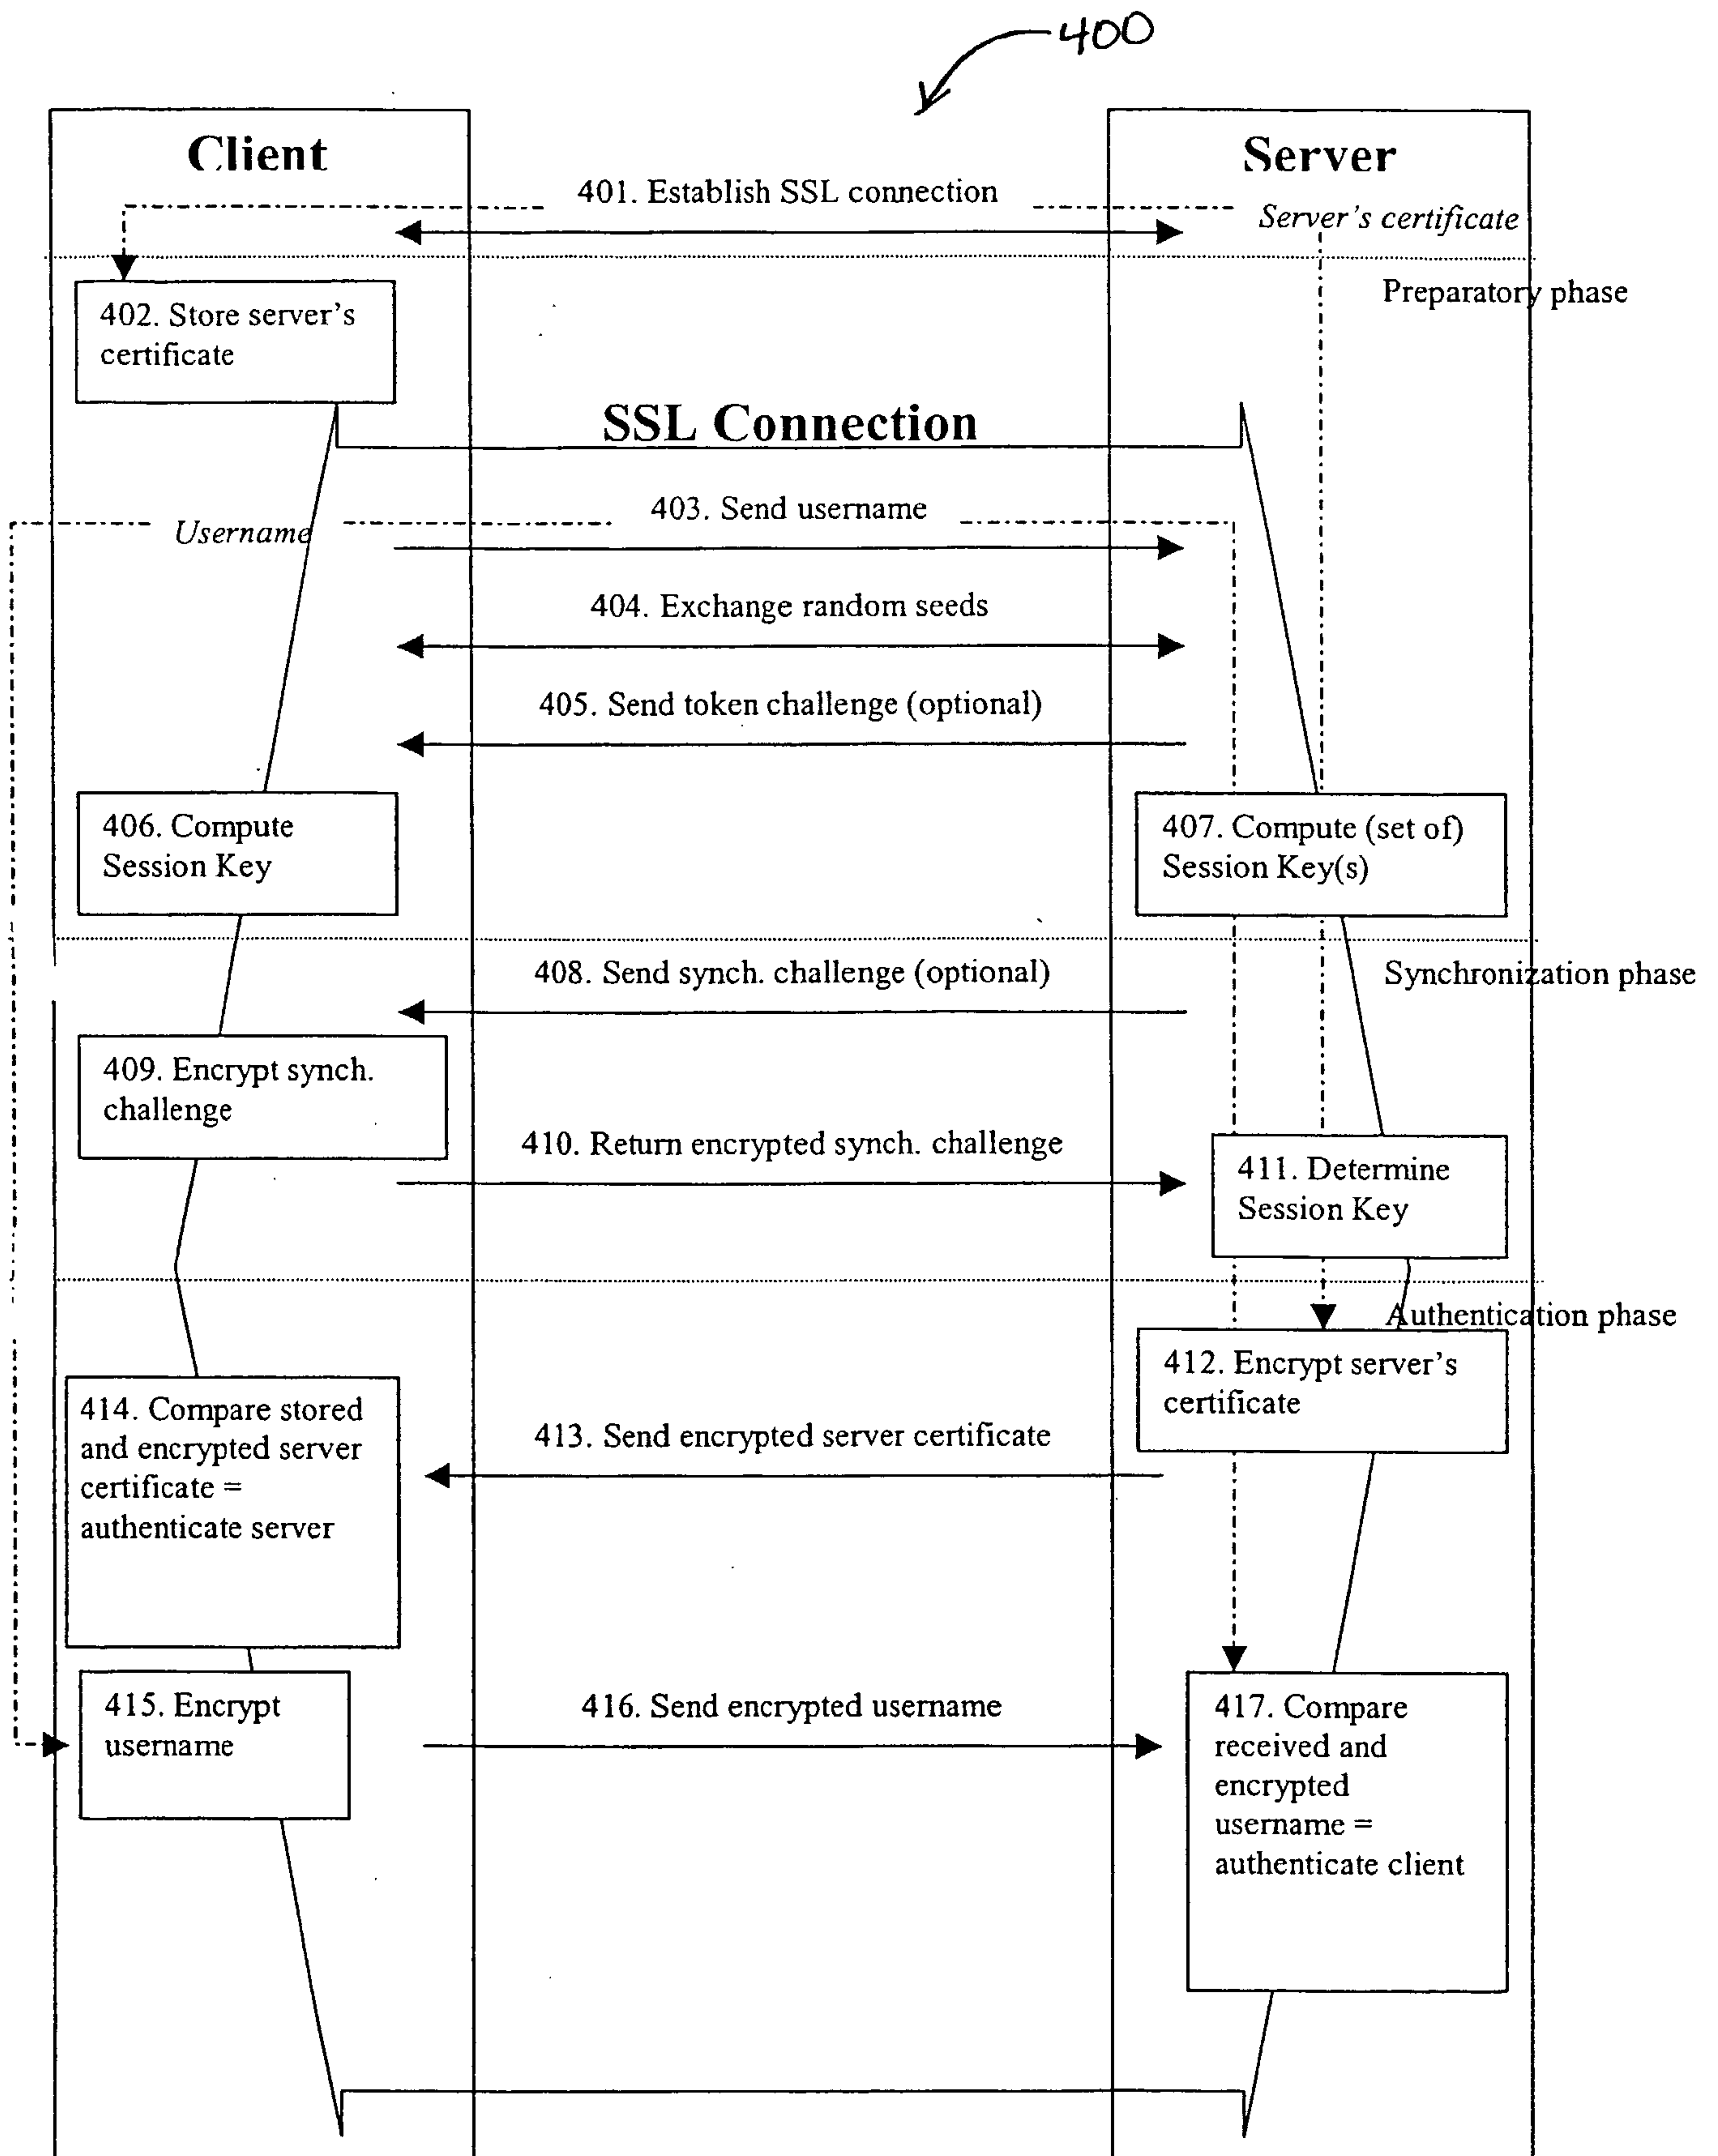 400
Client
Server
401. Establish SSL connection
Server's certificate
Preparatory phase
402. Store server's
certificate
SSL Connection
403. Send username
Username
404. Exchange random seeds
405. Send token challenge (optional)
406. Compute
Session Key
407. Compute (set of)
Session Key(s)
408. Send synch. challenge (optional)
Synchronization phase
409. Encrypt synch.
challenge
410. Return encrypted synch. challenge
411. Determine
Session Key
Authentication phase
412. Encrypt server's
certificate
413. Send encrypted server certificate
414. Compare stored
and encrypted server
certificate =
authenticate server
415. Encrypt
username
416. Send encrypted username
417. Compare
received and
encrypted
username =
authenticate client